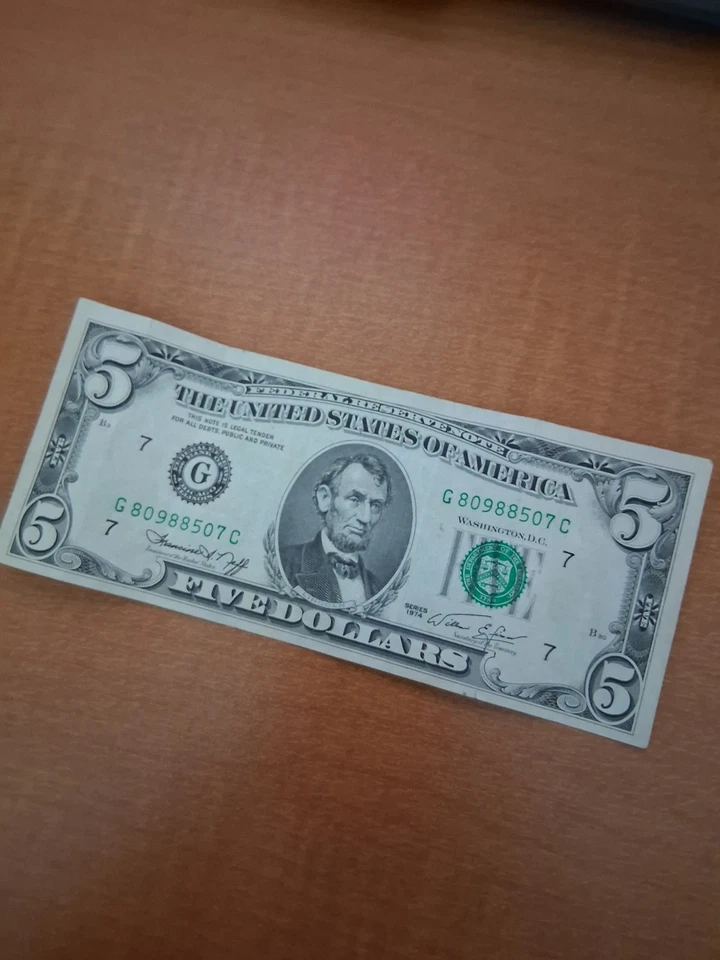 5
FEDERAL RESERVE NOTE
5
THE UNITED STATES OF AMERICA
THIS NOTE IS LEGAL TENDER
FOR ALL DEBTS, PUBLIC AND PRIVATE
7
G
G 80988507 C
WASHINGTON, D.C.
7
G 80988507 C
7
SERIES
1974
7
5
FIVE DOLLARS
5